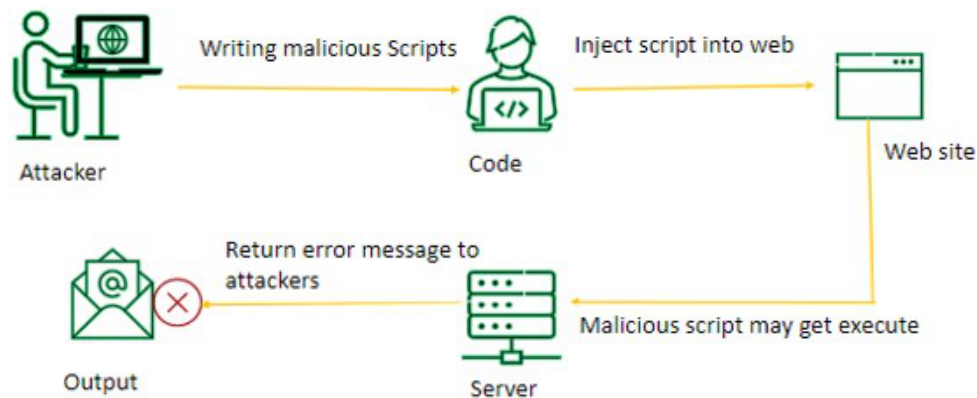 Writing malicious Scripts
Inject script into web
Attacker
Code
Web site
Return error message to
attackers
Malicious script may get execute
Output
Server